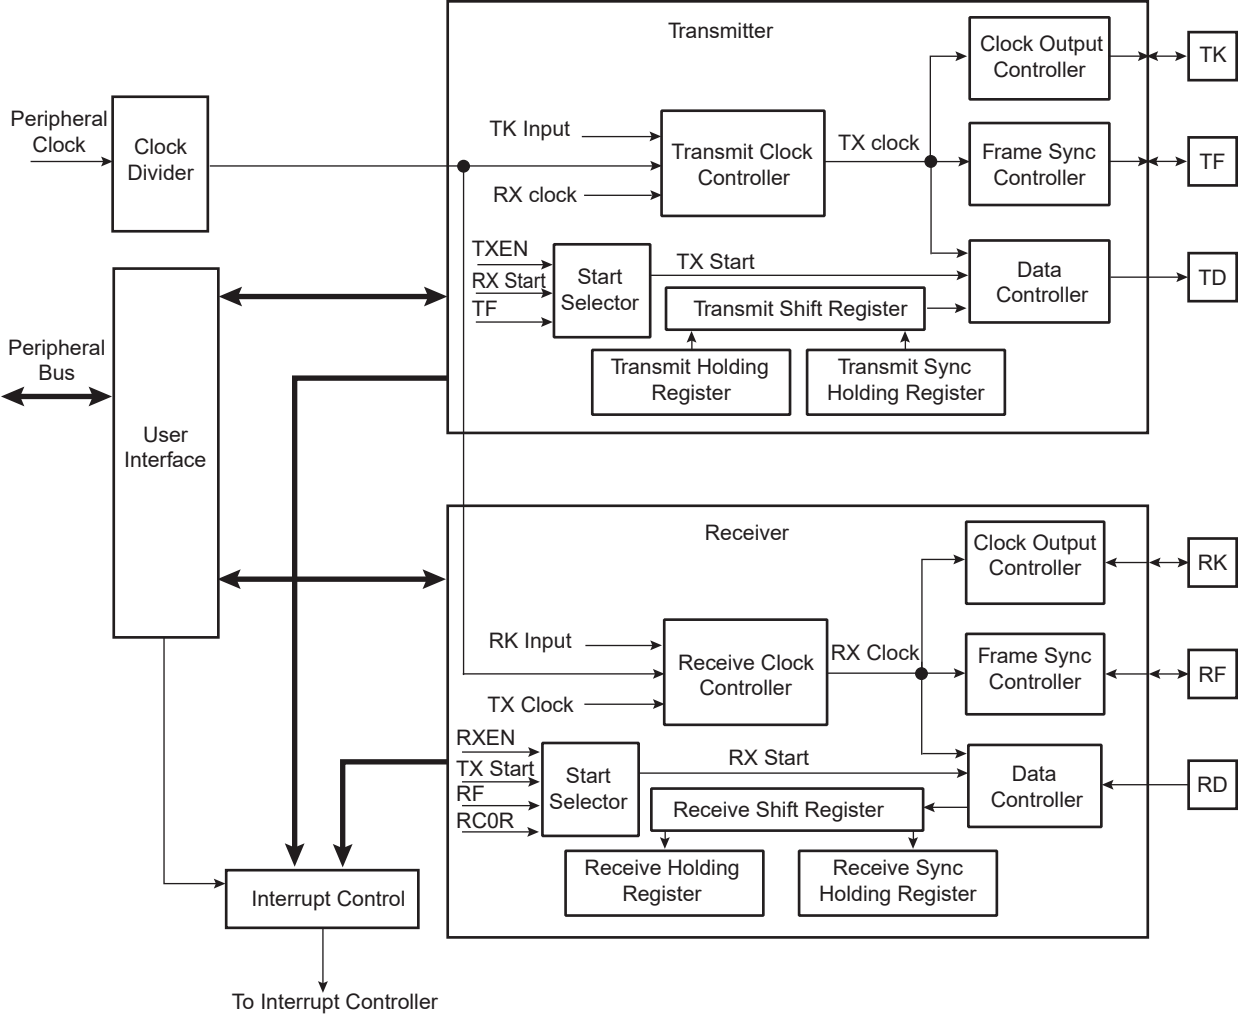 Transmitter
Clock Output
Controller
TK
Peripheral
Clock
Clock
Divider
TK Input
Transmit Clock
Controller
RX clock
TX clock
Frame Sync
Controller
TF
TXEN
RX Start
TF
Start
Selector
TX Start
Data
Controller
TD
Transmit Shift Register
Transmit Holding
Register
Transmit Sync
Holding Register
Peripheral
Bus
User
Interface
Receiver
Clock Output
Controller
RK
RK Input
Receive Clock
Controller
TX Clock
RX Clock
Frame Sync
Controller
RF
RXEN
TX Start
RF
RC0R
Start
Selector
RX Start
Data
Controller
RD
Receive Shift Register
Receive Holding
Register
Receive Sync
Holding Register
Interrupt Control
To Interrupt Controller